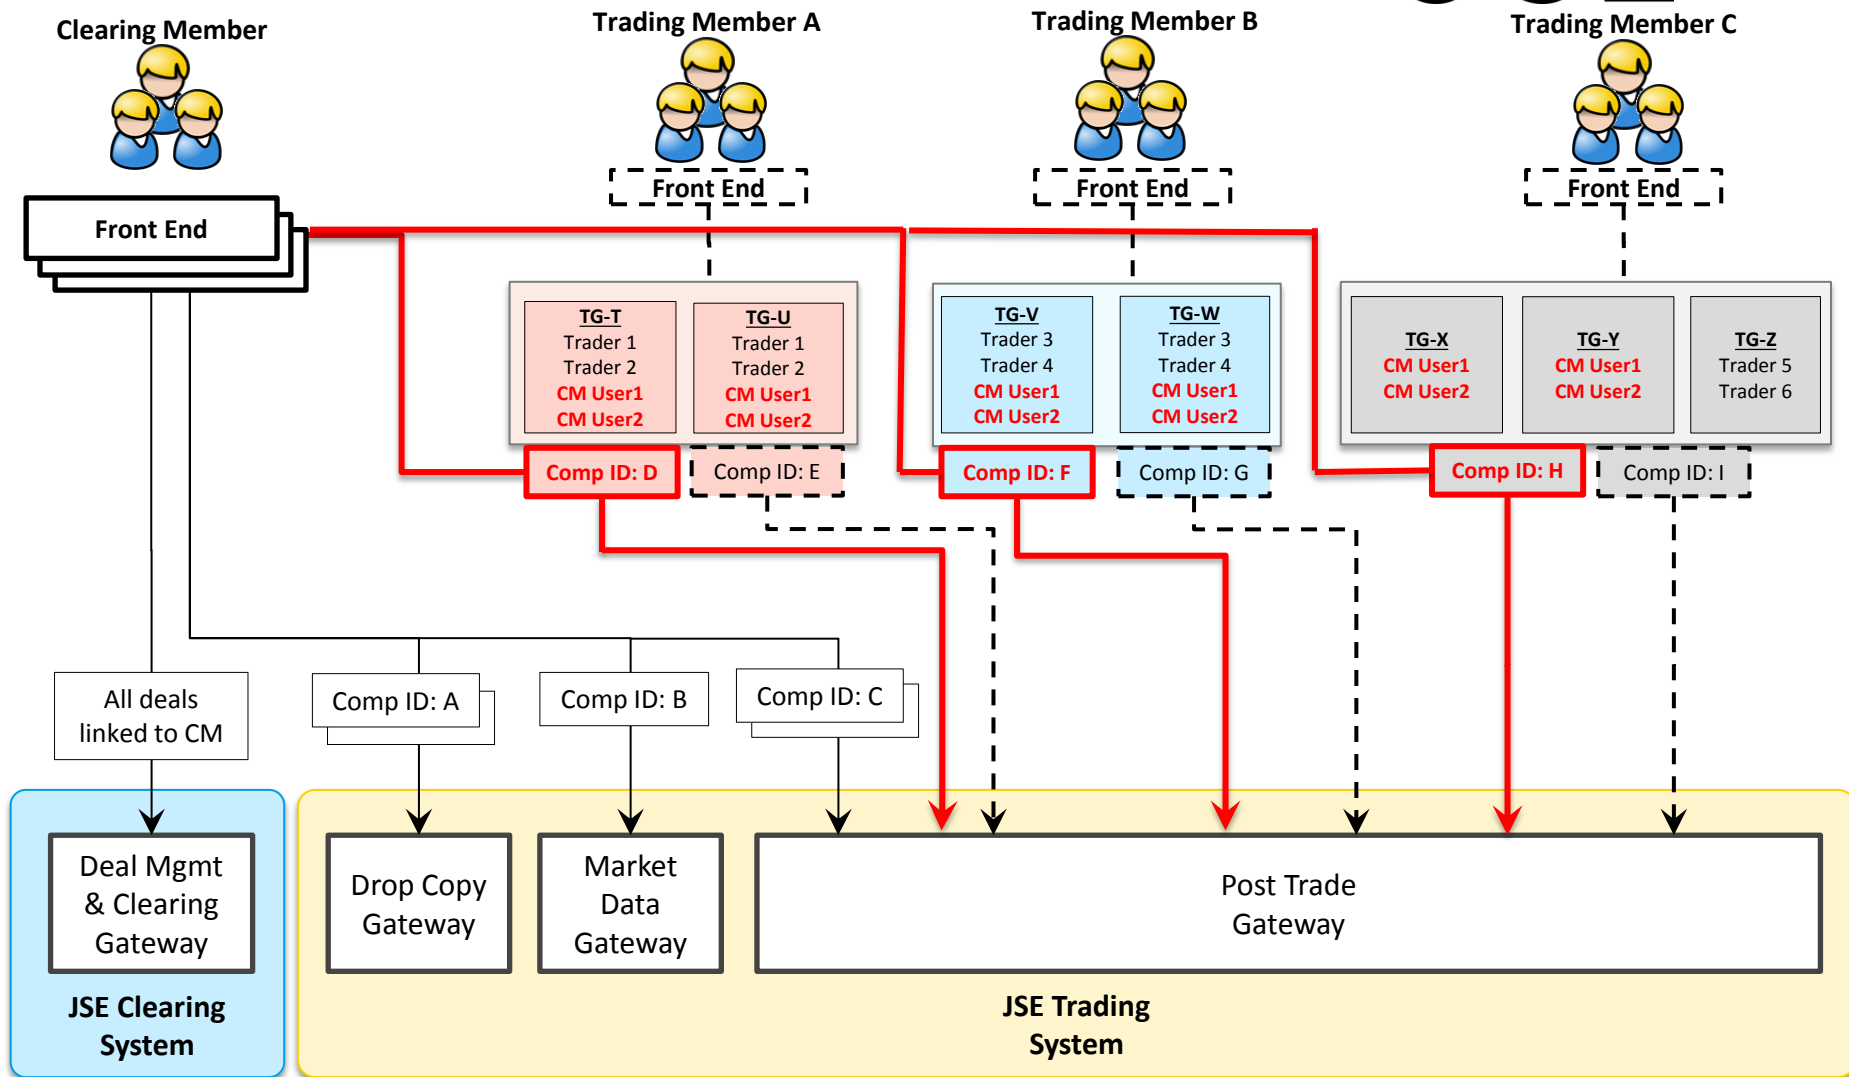 Clearing Member
Trading Member A
Trading Member B
Trading Member C
Front End
Front End
Front End
Front End
TG-T
Trader 1
Trader 2
CM User1
CM User2
TG-U
Trader 1
Trader 2
CM User1
CM User2
TG-V
Trader 3
Trader 4
CM User1
CM User2
TG-W
Trader 3
Trader 4
CM User1
CM User2
TG-X
CM User1
CM User2
TG-Y
CM User1
CM User2
TG-Z
Trader 5
Trader 6
Comp ID: D
Comp ID: E
Comp ID: F
Comp ID: G
Comp ID: H
Comp ID: I
All deals
linked to CM
Comp ID: A
Comp ID: B
Comp ID: C
Deal Mgmt
& Clearing
Gateway
Drop Copy
Gateway
Market
Data
Gateway
Post Trade
Gateway
JSE Clearing
System
JSE Trading
System